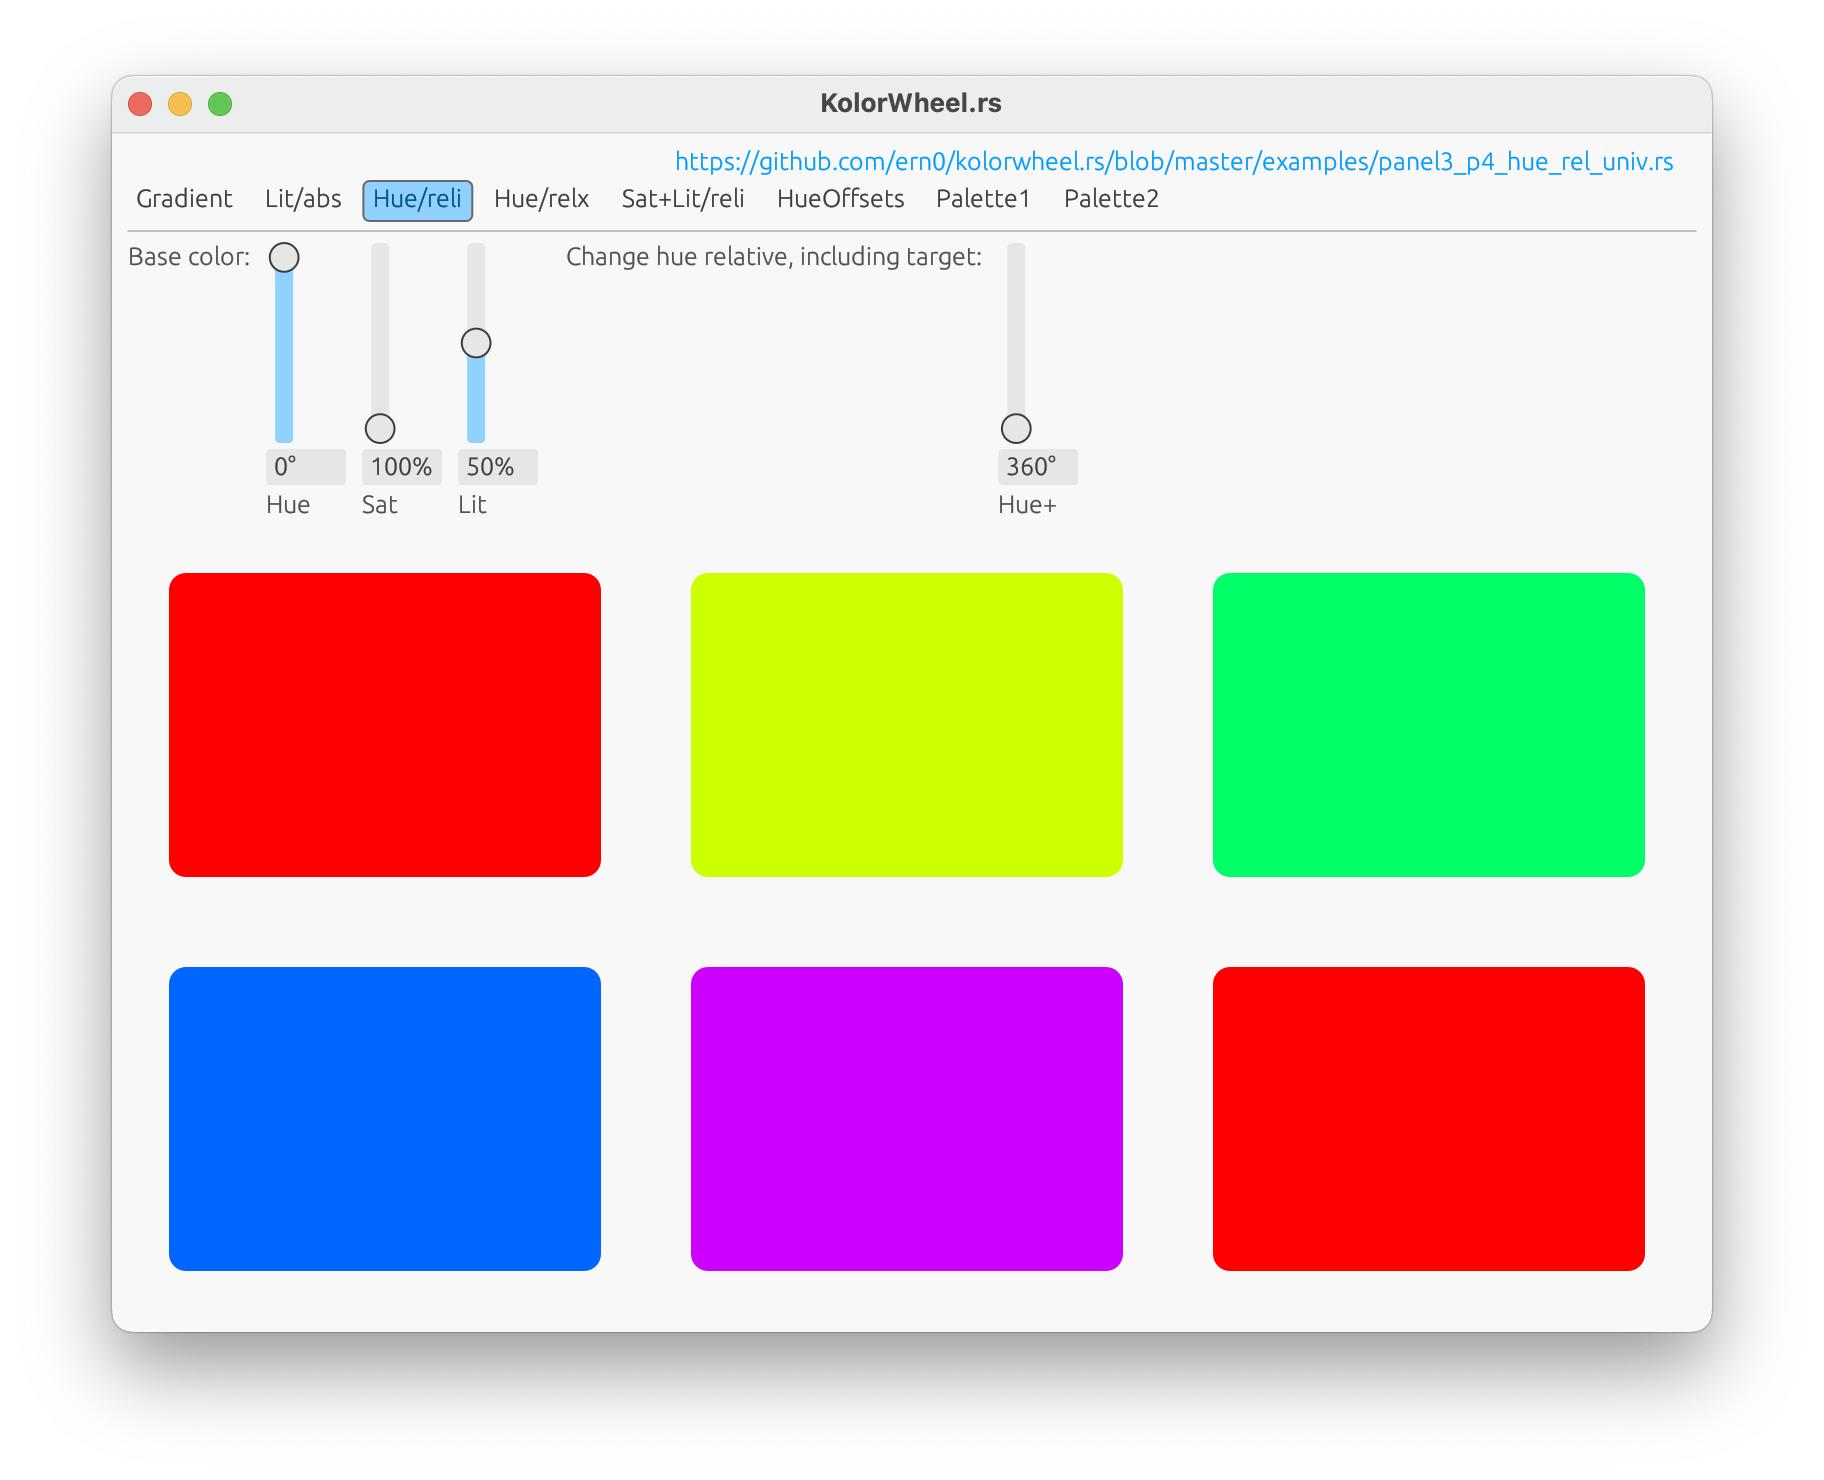 KolorWheel.rs
https://github.com/ern0/kolorwheel.rs/blob/master/examples/panel3_p4_hue_rel_univ.rs
Gradient Lit/abs Hue/reli Hue/relx Sat+Lit/reli HueOffsets Palette1 Palette2
Base color: Change hue relative, including target:
0° 100% 50% 360°
Hue Sat Lit Hue+